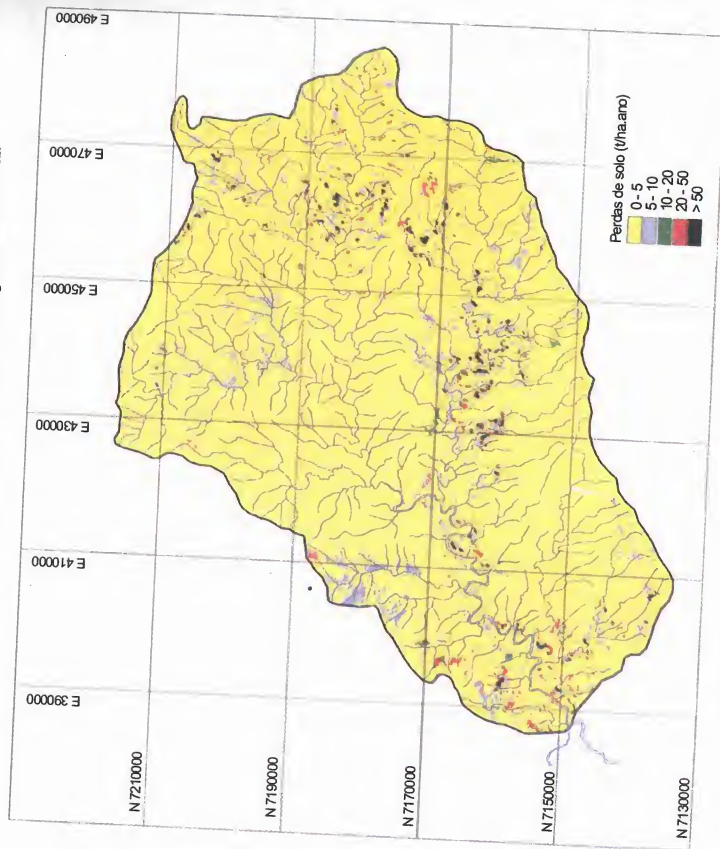 E 490000
E 470000
E 450000
E 430000
E 410000
E 390000
N 7210000
N 7190000
N 7170000
N 7150000
N 7130000
Perdas de solo (t/ha.ano)
0 - 5
5 - 10
10 - 20
20 - 50
> 50